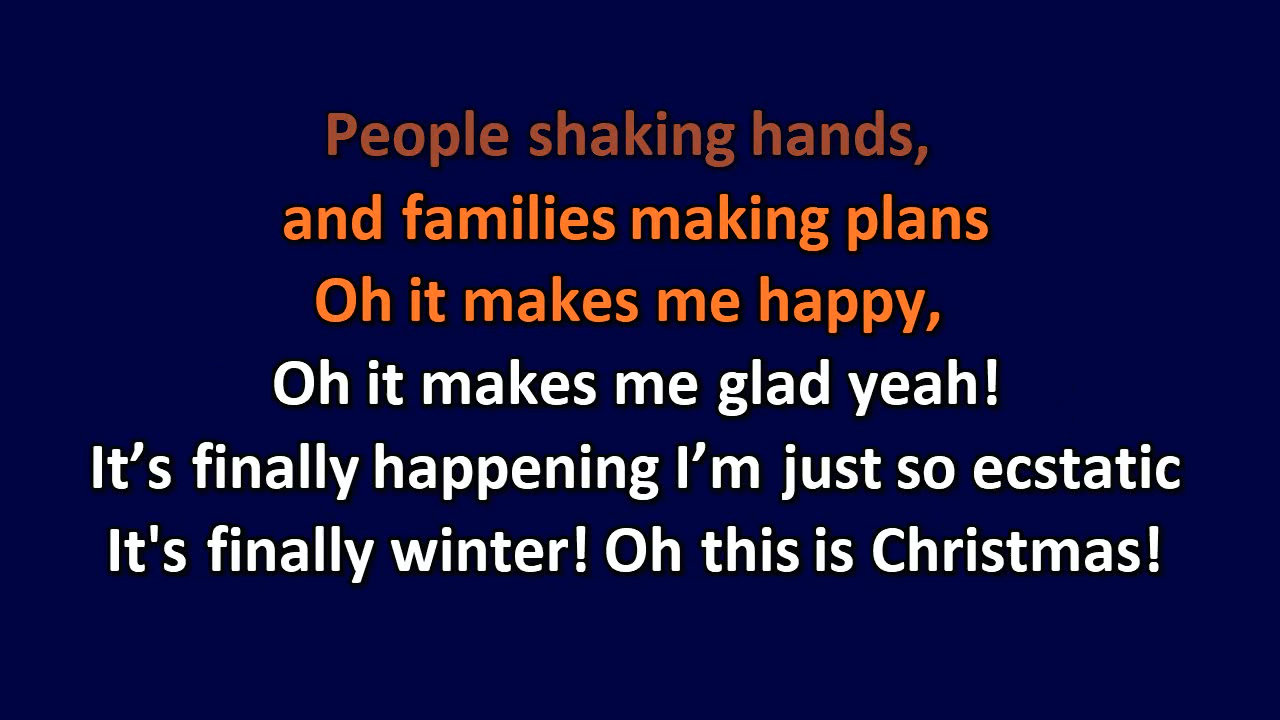 People shaking hands,
and families making plans
Oh it makes me happy,
Oh it makes me glad yeah!
It’s finally happening I’m just so ecstatic
It's finally winter! Oh this is Christmas!